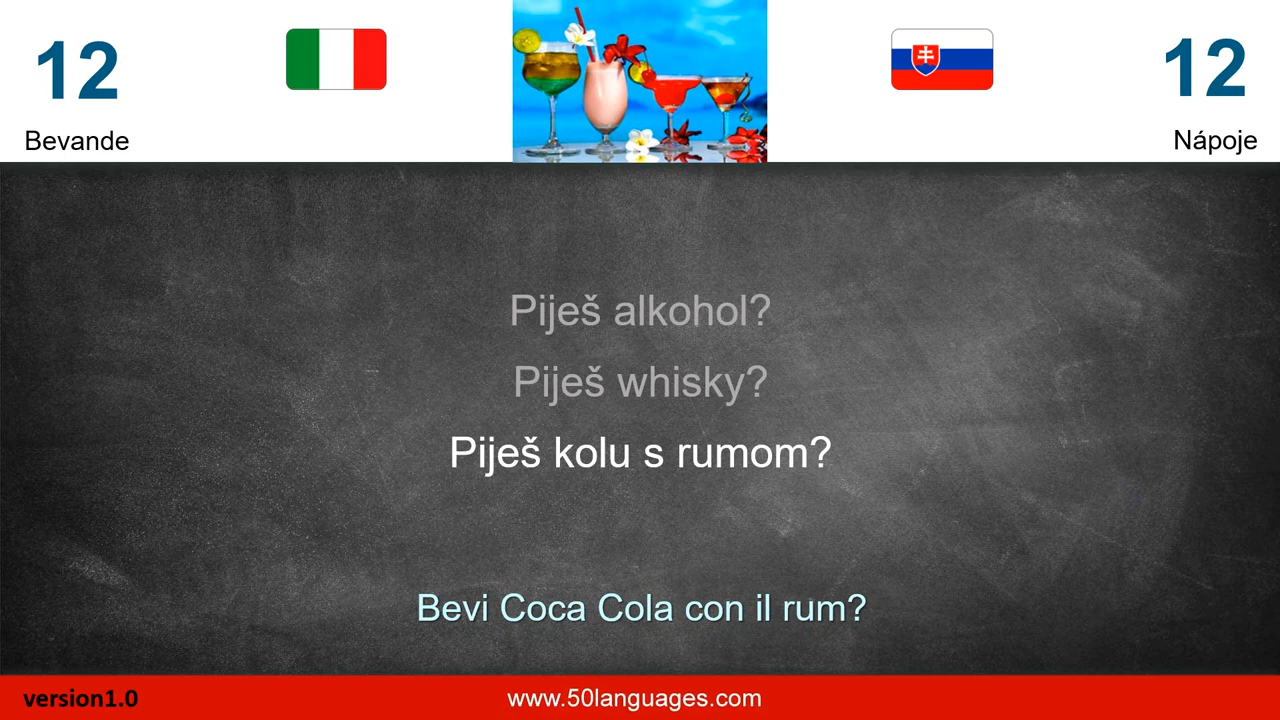 12
12
Bevande
Nápoje
Piješ alkohol?
Piješ whisky?
Piješ kolu s rumom?
Bevi Coca Cola con il rum?
version1.0
www.50languages.com